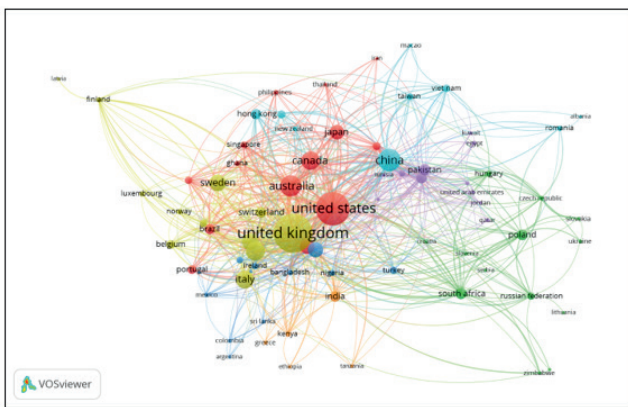 macao
iran
latvia
thailand
viet nam
philippines
taiwan
finland
hong kong
albania
new zealand
romania
japan
kuwait
singapore
egypt
canada
china
ghana
pakistan
hungary
sweden
australia
united arab emirates
czech republic
luxembourg
jordan
switzerland
united states
norway
qatar
slovakia
brazil
united kingdom
poland
belgium
ukraine
ireland
portugal
bangladesh
nigeria
turkey
italy
india
south africa
russian federation
mexico
sri lanka
lithuania
kenya
colombia
greece
argentina
ethiopia
tanzania
zimbabwe
VOSviewer